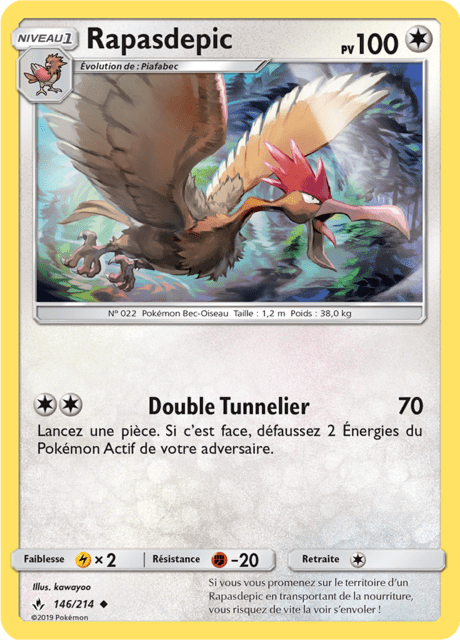 NIVEAU 1
Rapasdepic
PV 100
Évolution de : Piafabec
N° 022 Pokémon Bec-Oiseau Taille : 1,2 m Poids : 38,0 kg
Double Tunnelier 70
Lancez une pièce. Si c'est face, défaussez 2 Énergies du
Pokémon Actif de votre adversaire.
Faiblesse × 2 Résistance -20 Retraite
Illus. kawayoo
146/214
©2019 Pokémon
Si vous vous promenez sur le territoire d'un
Rapasdepic en transportant de la nourriture,
vous risquez de vite la voir s'envoler !